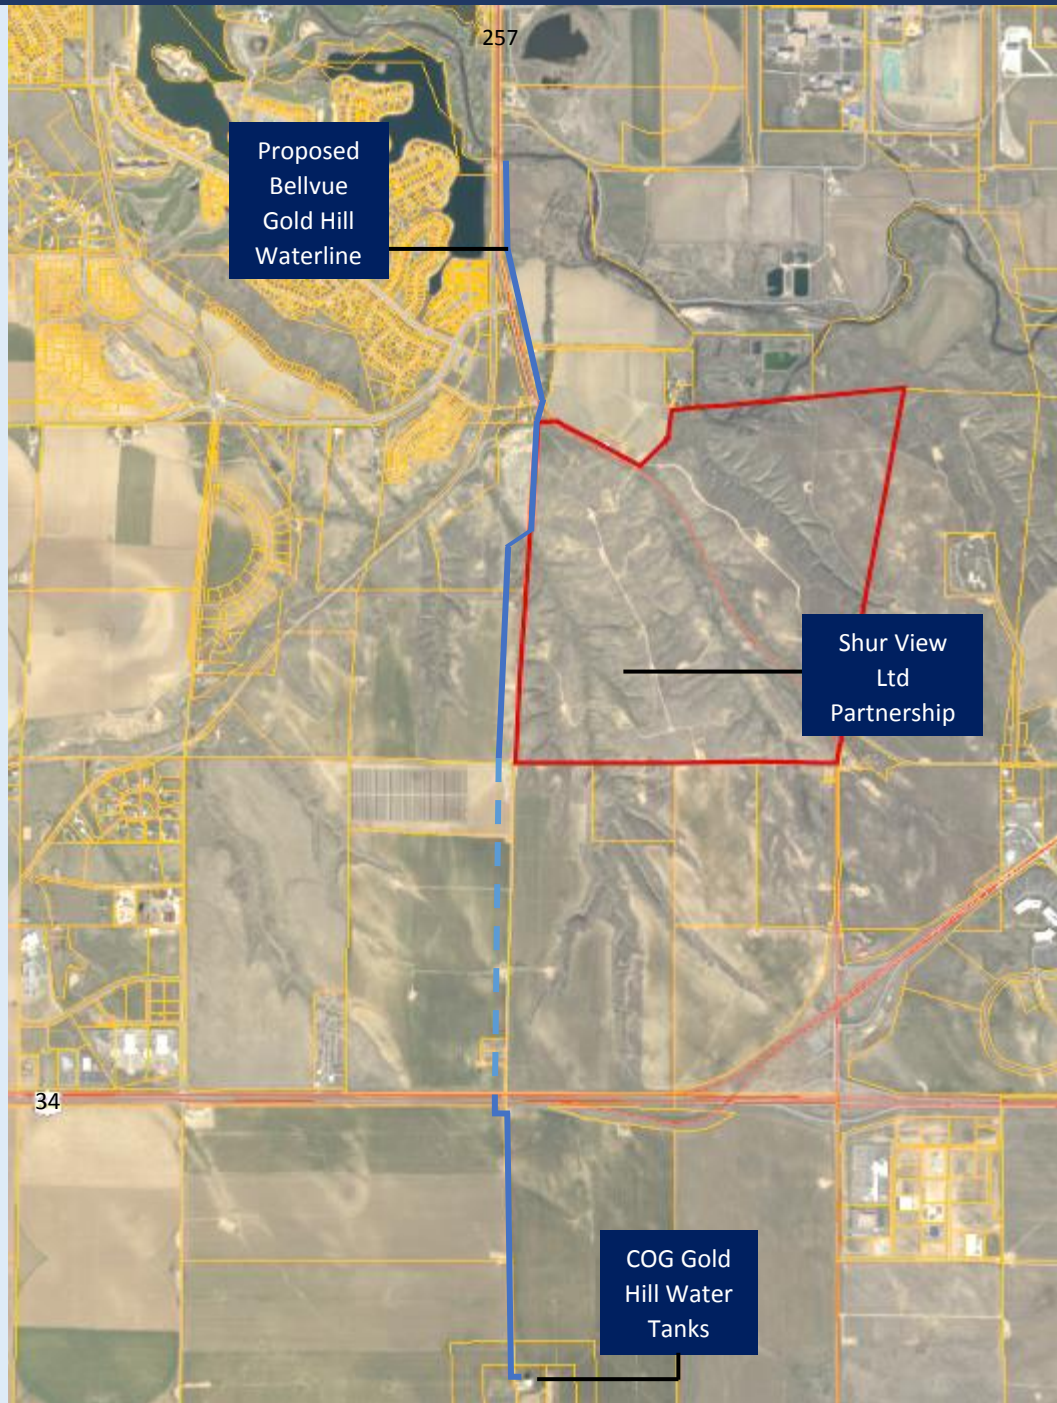 257
Proposed
Bellvue
Gold Hill
Waterline
Shur View
Ltd
Partnership
34
COG Gold
Hill Water
Tanks